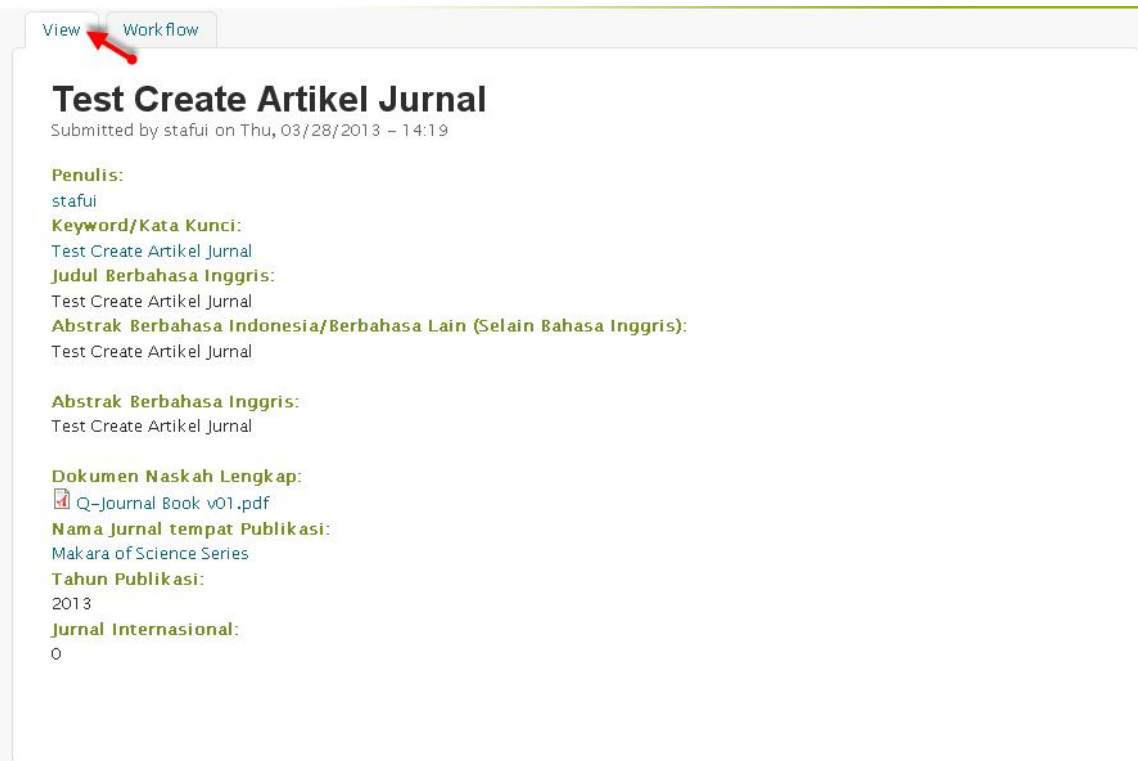 View Workflow
Test Create Artikel Jurnal
Submitted by stafui on Thu, 03/28/2013 – 14:19
Penulis:
stafui
Keyword/Kata Kunci:
Test Create Artikel Jurnal
Judul Berbahasa Inggris:
Test Create Artikel Jurnal
Abstrak Berbahasa Indonesia/Berbahasa Lain (Selain Bahasa Inggris):
Test Create Artikel Jurnal
Abstrak Berbahasa Inggris:
Test Create Artikel Jurnal
Dokumen Naskah Lengkap:
Q-Journal Book v01.pdf
Nama Jurnal tempat Publikasi:
Makara of Science Series
Tahun Publikasi:
2013
Jurnal Internasional:
0